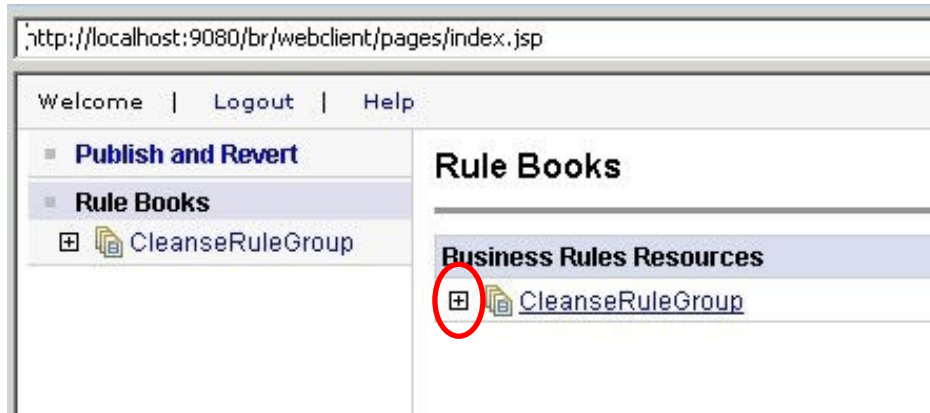 http://localhost:9080/br/webclient/pages/index.jsp
Welcome | Logout | Help
Publish and Revert
Rule Books
CleanseRuleGroup
Rule Books
Business Rules Resources
CleanseRuleGroup